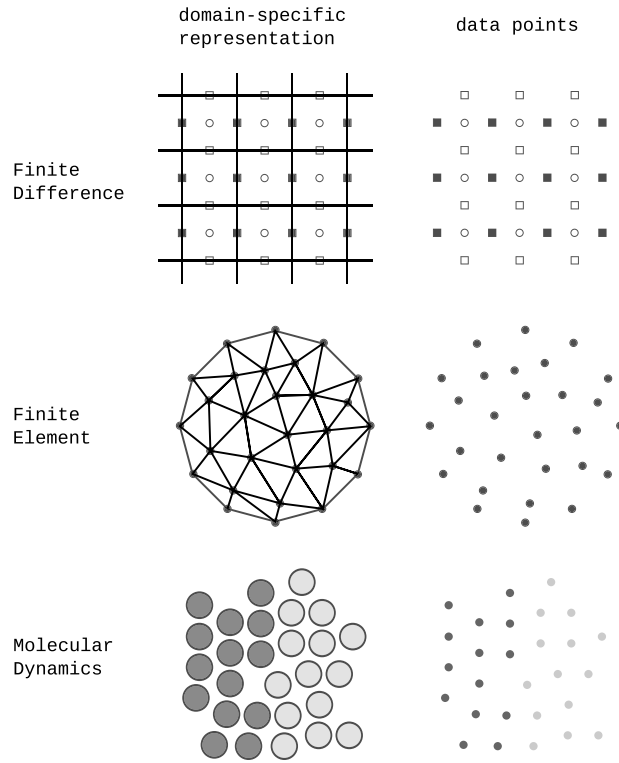 domain-specific
representation
data points
Finite
Difference
Finite
Element
Molecular
Dynamics